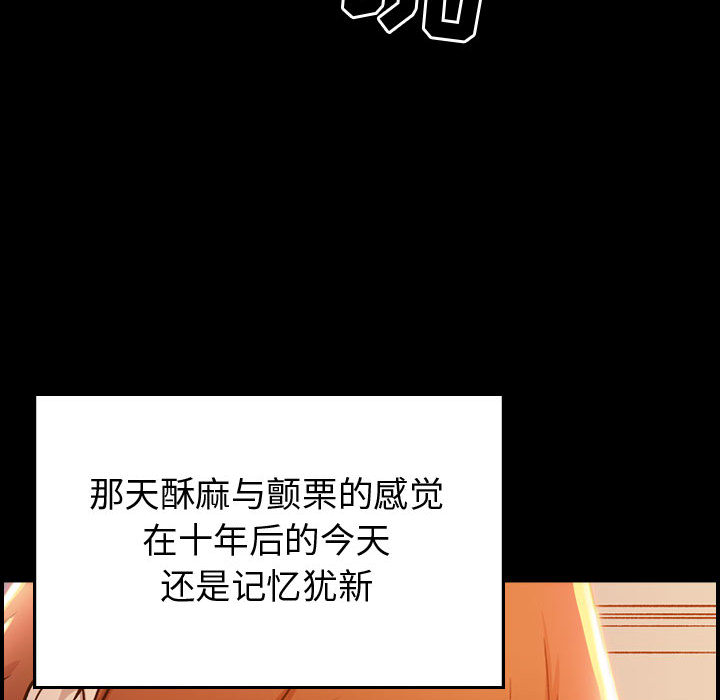 那天酥麻与颤栗的感觉
在十年后的今天
还是记忆犹新